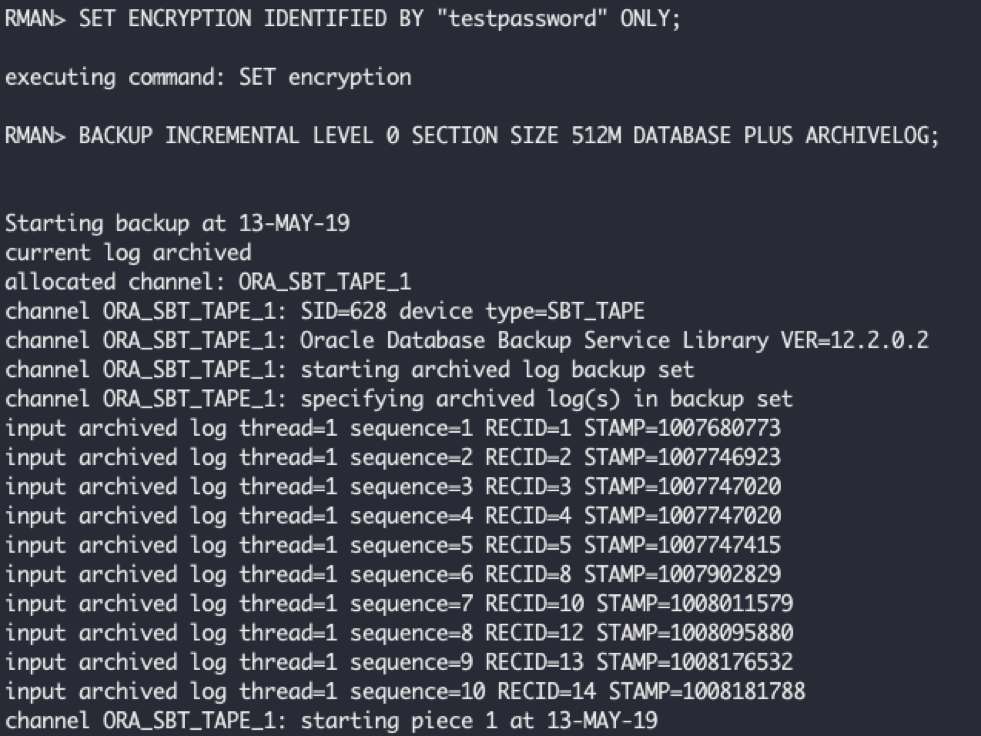 RMAN> SET ENCRYPTION IDENTIFIED BY "testpassword" ONLY;
executing command: SET encryption
RMAN> BACKUP INCREMENTAL LEVEL 0 SECTION SIZE 512M DATABASE PLUS ARCHIVELOG;
Starting backup at 13-MAY-19
current log archived
allocated channel: ORA_SBT_TAPE_1
channel ORA_SBT_TAPE_1: SID=628 device type=SBT_TAPE
channel ORA_SBT_TAPE_1: Oracle Database Backup Service Library VER=12.2.0.2
channel ORA_SBT_TAPE_1: starting archived log backup set
channel ORA_SBT_TAPE_1: specifying archived log(s) in backup set
input archived log thread=1 sequence=1 RECID=1 STAMP=1007680773
input archived log thread=1 sequence=2 RECID=2 STAMP=1007746923
input archived log thread=1 sequence=3 RECID=3 STAMP=1007747020
input archived log thread=1 sequence=4 RECID=4 STAMP=1007747020
input archived log thread=1 sequence=5 RECID=5 STAMP=1007747415
input archived log thread=1 sequence=6 RECID=8 STAMP=1007902829
input archived log thread=1 sequence=7 RECID=10 STAMP=1008011579
input archived log thread=1 sequence=8 RECID=12 STAMP=1008095880
input archived log thread=1 sequence=9 RECID=13 STAMP=1008176532
input archived log thread=1 sequence=10 RECID=14 STAMP=1008181788
channel ORA_SBT_TAPE_1: starting piece 1 at 13-MAY-19